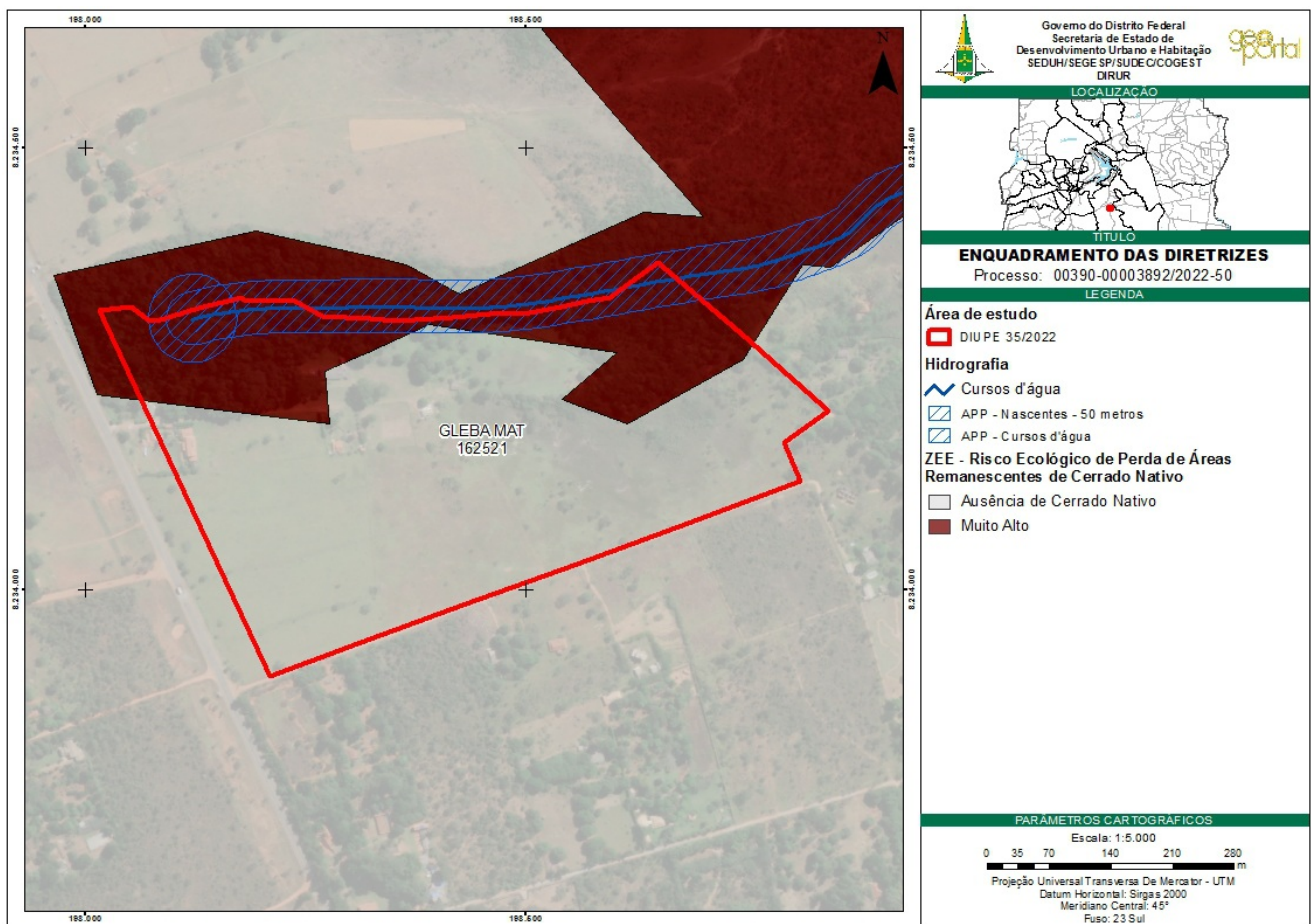 198.000
198.500
8.234.500
8.234.500
N
GLEBA MAT
162521
8.234.000
8.234.000
198.000
198.500
Governo do Distrito Federal
Secretaria de Estado de
Desenvolvimento Urbano e Habitação
SEDUH/SEGESP/SUDEC/COGEST
DIRUR
geoportal
LOCALIZAÇÃO
TÍTULO
ENQUADRAMENTO DAS DIRETRIZES
Processo: 00390-00003892/2022-50
LEGENDA
Área de estudo
DIUPE 35/2022
Hidrografia
Cursos d'água
APP - Nascentes - 50 metros
APP - Cursos d'água
ZEE - Risco Ecológico de Perda de Áreas
Remanescentes de Cerrado Nativo
Ausência de Cerrado Nativo
Muito Alto
PARÂMETROS CARTOGRÁFICOS
Escala: 1:5.000
0 35 70 140 210 280
m
Projeção Universal Transversa De Mercator - UTM
Datum Horizontal: Sirgas 2000
Meridiano Central: 45°
Fuso: 23 Sul